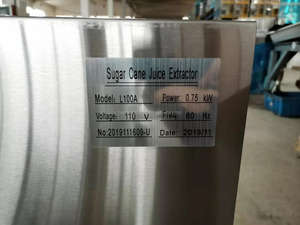 Sugar Cane Juice Extractor
Model: L100A Power: 0.75 kW
Voltage: 110 V Freq: 60 Hz
No: 2019111609-U Date: 2019/11